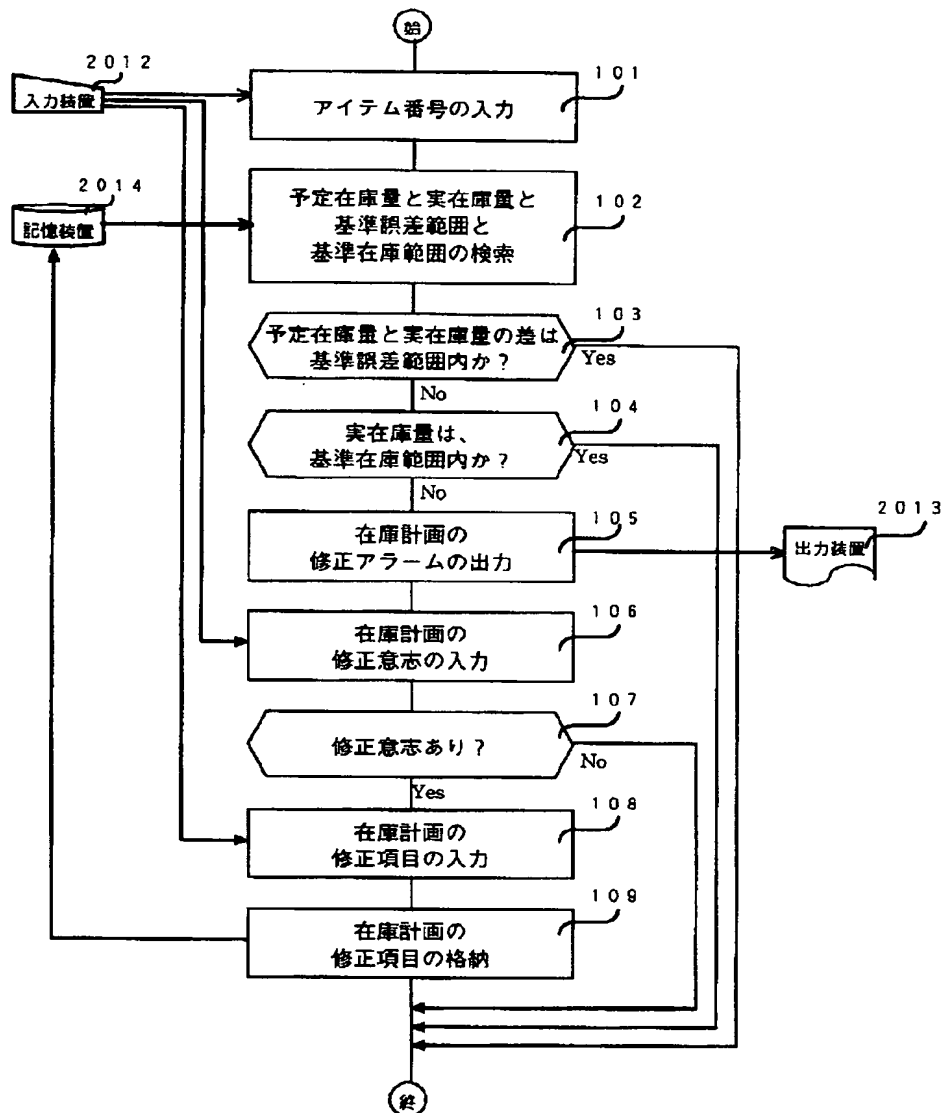 始
2012
入力装置
101
アイテム番号の入力
2014
記憶装置
102
予定在庫量と実在庫量と
基準誤差範囲と
基準在庫範囲の検索
103
予定在庫量と実在庫量の差は
基準誤差範囲内か?
Yes
No
104
実在庫量は、
基準在庫範囲内か?
Yes
No
105
在庫計画の
修正アラームの出力
2013
出力装置
106
在庫計画の
修正意志の入力
107
修正意志あり?
No
Yes
108
在庫計画の
修正項目の入力
109
在庫計画の
修正項目の格納
終